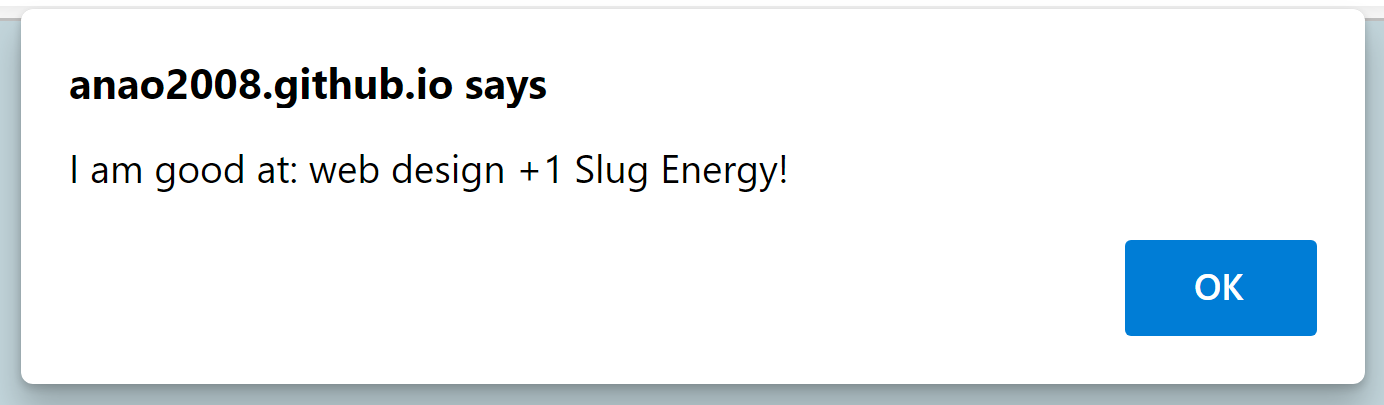 anao2008.github.io says
I am good at: web design +1 Slug Energy!
OK